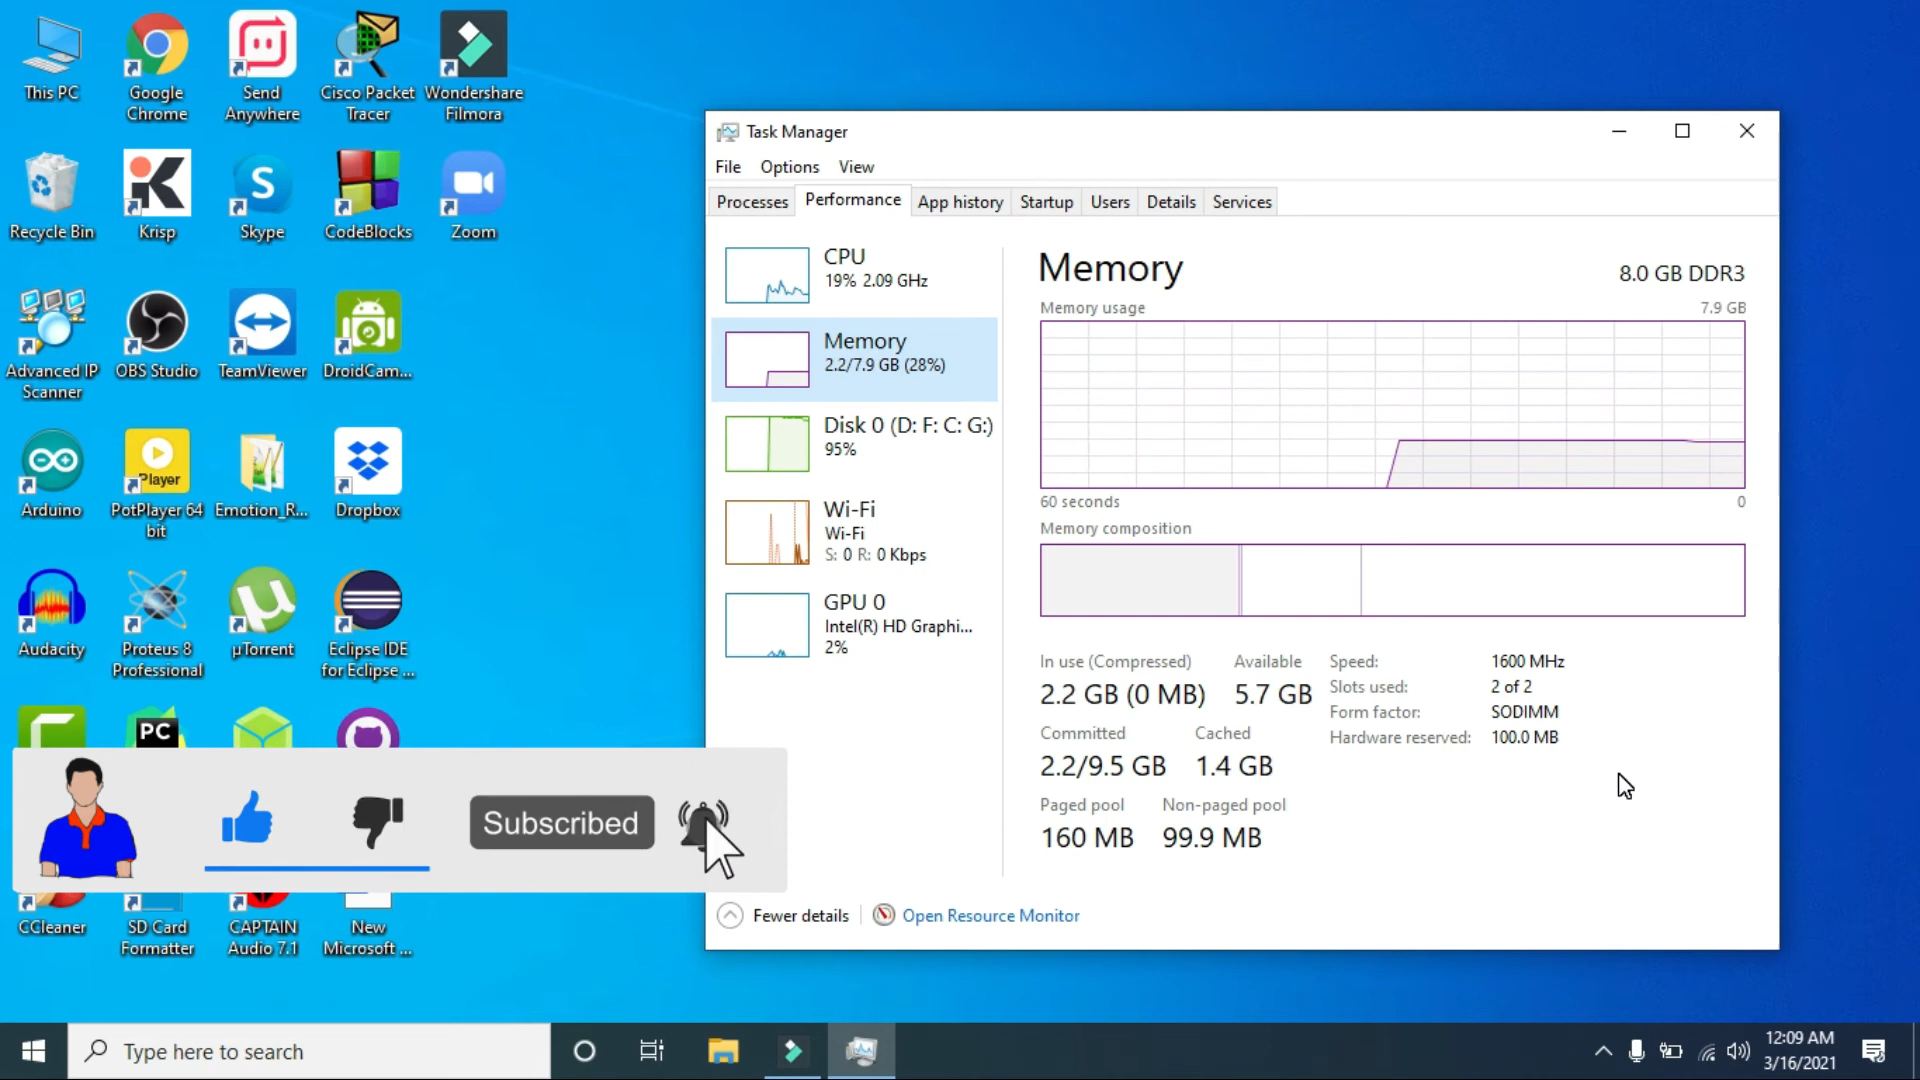 This PC
Google
Chrome
Send
Anywhere
Cisco Packet
Tracer
Wondershare
Filmora
Recycle Bin
Krisp
Skype
CodeBlocks
Zoom
Advanced IP
Scanner
OBS Studio
TeamViewer
DroidCam...
Arduino
Player
PotPlayer 64
bit
Emotion_R...
Dropbox
Audacity
Proteus 8
Professional
µTorrent
Eclipse IDE
for Eclipse ...
PC
Subscribed
CCleaner
SD Card
Formatter
CAPTAIN
Audio 7.1
New
Microsoft ...
Task Manager
File Options View
Processes Performance App history Startup Users Details Services
CPU
19% 2.09 GHz
Memory
2.2/7.9 GB (28%)
Disk 0 (D: F: C: G:)
95%
Wi-Fi
Wi-Fi
S: 0 R: 0 Kbps
GPU 0
Intel(R) HD Graphi...
2%
Memory 8.0 GB DDR3
Memory usage 7.9 GB
60 seconds 0
Memory composition
In use (Compressed) Available
2.2 GB (0 MB) 5.7 GB
Committed Cached
2.2/9.5 GB 1.4 GB
Paged pool Non-paged pool
160 MB 99.9 MB
Speed: 1600 MHz
Slots used: 2 of 2
Form factor: SODIMM
Hardware reserved: 100.0 MB
Fewer details Open Resource Monitor
Type here to search
12:09 AM
3/16/2021